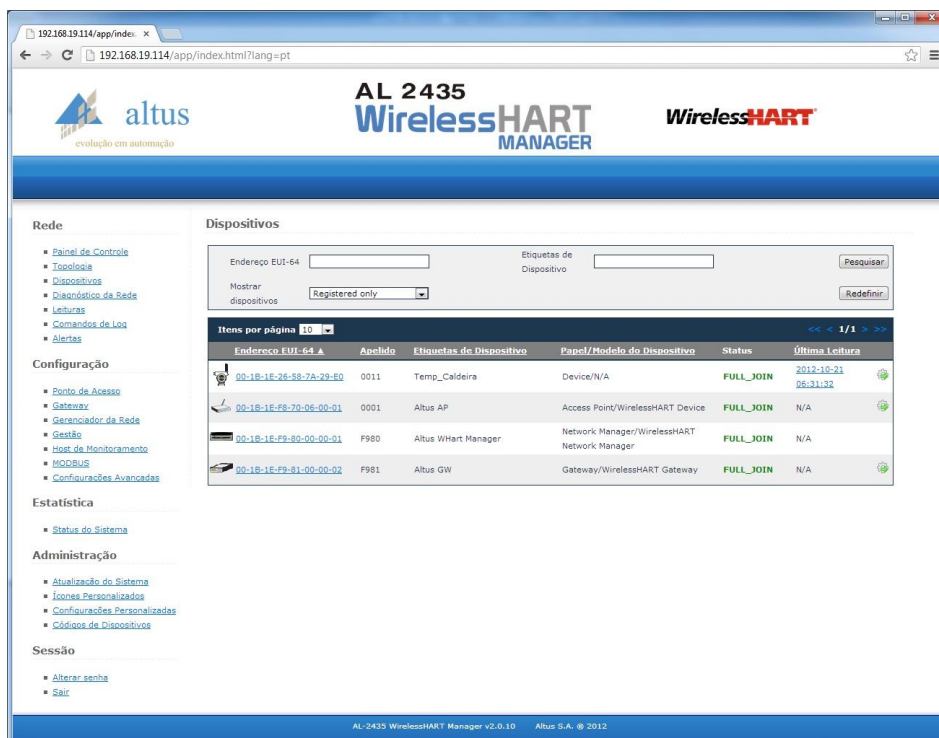 192.168.19.114/app/index.
192.168.19.114/app/index.html?lang=pt
altus
evolução em automação
AL 2435
WirelessHART
MANAGER
WirelessHART
Rede
Painel de Controle
Topologia
Dispositivos
Diagnóstico da Rede
Leituras
Comandos de Log
Alertas
Configuração
Ponto de Acesso
Gateway
Gerenciador da Rede
Gestão
Host de Monitoramento
MODBUS
Configurações Avançadas
Estatística
Status do Sistema
Administração
Atualização do Sistema
Ícones Personalizados
Configurações Personalizadas
Códigos de Dispositivos
Sessão
Alterar senha
Sair
Dispositivos
Endereço EUI-64
Etiquetas de
Dispositivo
Pesquisar
Mostrar
dispositivos
Registered only
Redefinir
Itens por página 10
<< < 1/1 > >>
Endereço EUI-64 ▲ Apelido Etiquetas de Dispositivo Papel/Modelo do Dispositivo Status Última Leitura
00-1B-1E-26-58-7A-29-E0 0011 Temp_Caldeira Device/N/A FULL_JOIN 2012-10-21
06:31:32
00-1B-1E-F8-70-06-00-01 0001 Altus AP Access Point/WirelessHART Device FULL_JOIN N/A
00-1B-1E-F9-80-00-00-01 F980 Altus WHart Manager Network Manager/WirelessHART
Network Manager FULL_JOIN N/A
00-1B-1E-F9-81-00-00-02 F981 Altus GW Gateway/WirelessHART Gateway FULL_JOIN N/A
AL-2435 WirelessHART Manager v2.0.10 Altus S.A. © 2012